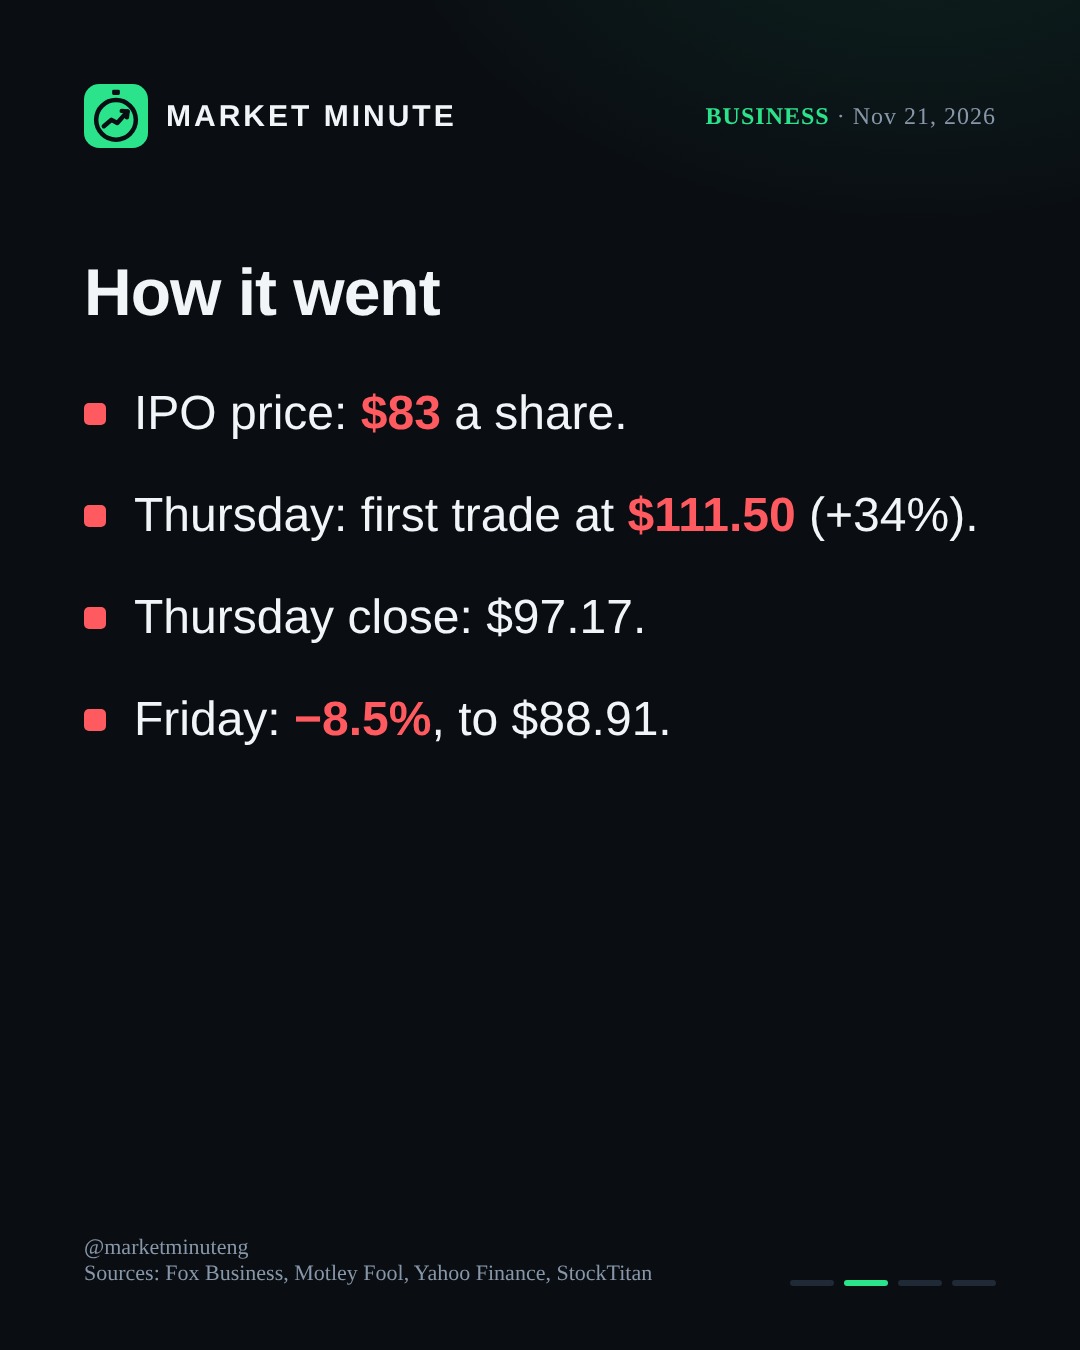 MARKET MINUTE
BUSINESS · Nov 21, 2026
How it went
IPO price: $83 a share.
Thursday: first trade at $111.50 (+34%).
Thursday close: $97.17.
Friday: −8.5%, to $88.91.
@marketminuteng
Sources: Fox Business, Motley Fool, Yahoo Finance, StockTitan